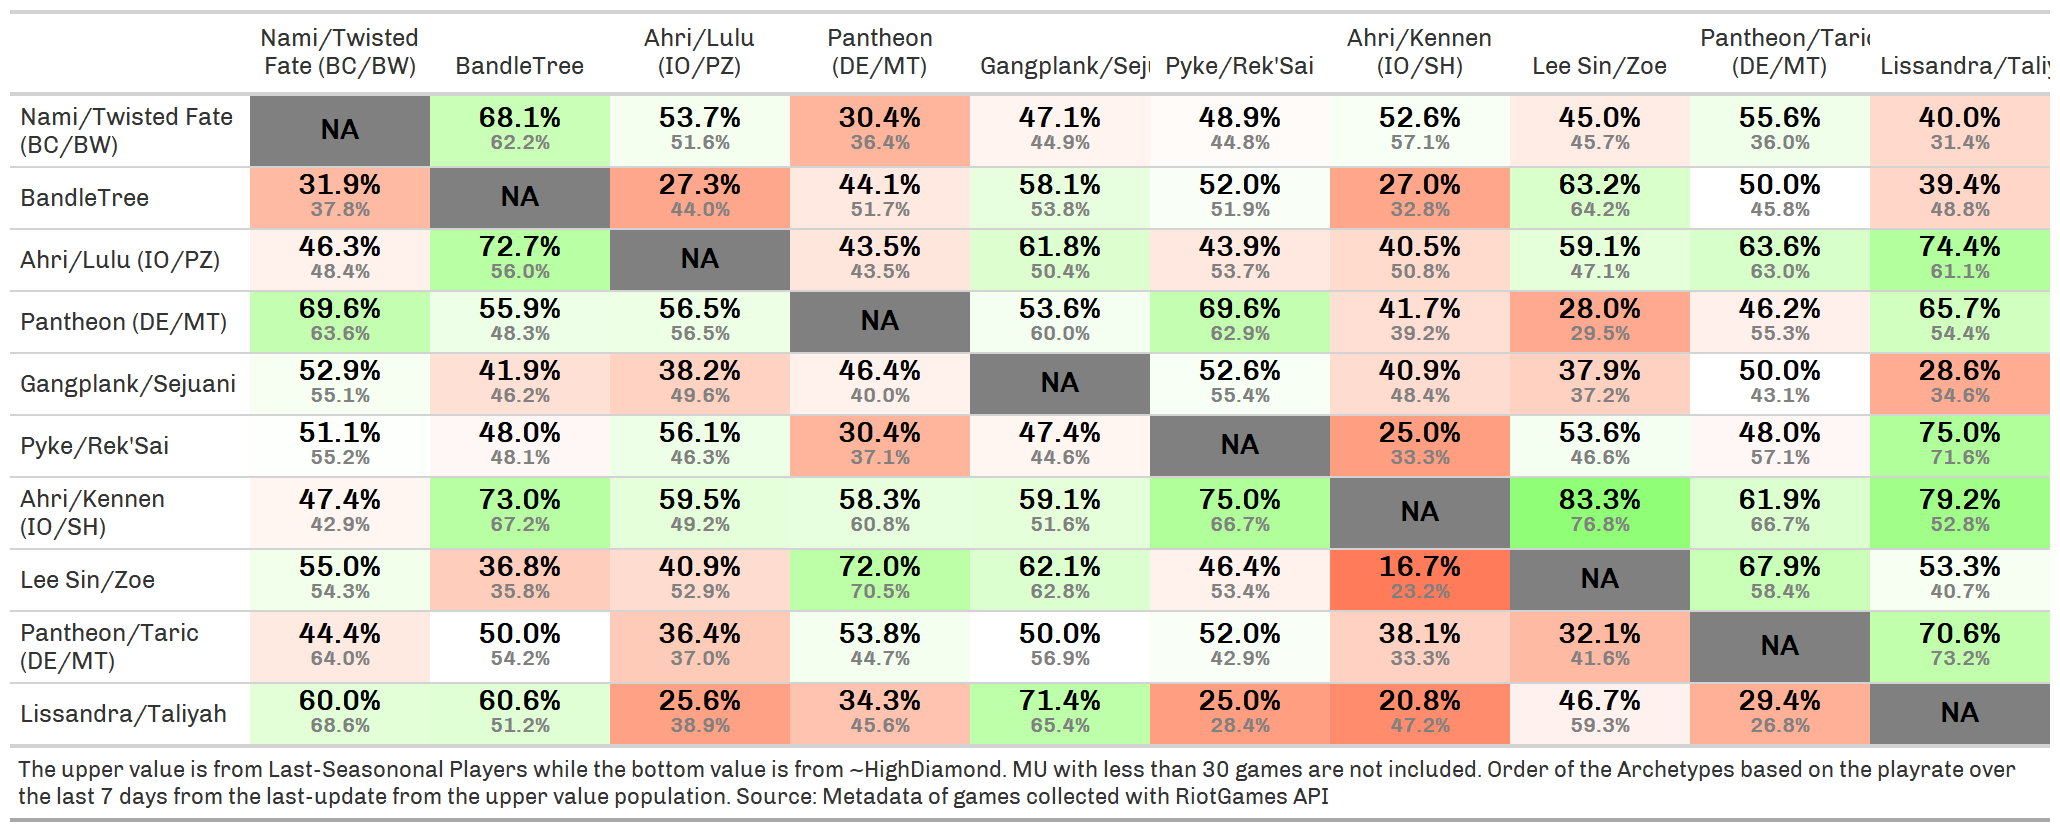 Nami/Twisted Fate (BC/BW) BandleTree Ahri/Lulu (IO/PZ) Pantheon (DE/MT) Gangplank/Seju Pyke/Rek'Sai Ahri/Kennen (IO/SH) Lee Sin/Zoe Pantheon/Taric (DE/MT) Lissandra/Taliy
Nami/Twisted Fate (BC/BW) NA 68.1% 53.7% 30.4% 47.1% 48.9% 52.6% 45.0% 55.6% 40.0%
62.2% 51.6% 36.4% 44.9% 44.8% 57.1% 45.7% 36.0% 31.4%
BandleTree 31.9% NA 27.3% 44.1% 58.1% 52.0% 27.0% 63.2% 50.0% 39.4%
37.8% 44.0% 51.7% 53.8% 51.9% 32.8% 64.2% 45.8% 48.8%
Ahri/Lulu (IO/PZ) 46.3% 72.7% NA 43.5% 61.8% 43.9% 40.5% 59.1% 63.6% 74.4%
48.4% 56.0% 43.5% 50.4% 53.7% 50.8% 47.1% 63.0% 61.1%
Pantheon (DE/MT) 69.6% 55.9% 56.5% NA 53.6% 69.6% 41.7% 28.0% 46.2% 65.7%
63.6% 48.3% 56.5% 60.0% 62.9% 39.2% 29.5% 55.3% 54.4%
Gangplank/Sejuani 52.9% 41.9% 38.2% 46.4% NA 52.6% 40.9% 37.9% 50.0% 28.6%
55.1% 46.2% 49.6% 40.0% 55.4% 48.4% 37.2% 43.1% 34.6%
Pyke/Rek'Sai 51.1% 48.0% 56.1% 30.4% 47.4% NA 25.0% 53.6% 48.0% 75.0%
55.2% 48.1% 46.3% 37.1% 44.6% 33.3% 46.6% 57.1% 71.6%
Ahri/Kennen (IO/SH) 47.4% 73.0% 59.5% 58.3% 59.1% 75.0% NA 83.3% 61.9% 79.2%
42.9% 67.2% 49.2% 60.8% 51.6% 66.7% 76.8% 66.7% 52.8%
Lee Sin/Zoe 55.0% 36.8% 40.9% 72.0% 62.1% 46.4% 16.7% NA 67.9% 53.3%
54.3% 35.8% 52.9% 70.5% 62.8% 53.4% 23.2% 58.4% 40.7%
Pantheon/Taric (DE/MT) 44.4% 50.0% 36.4% 53.8% 50.0% 52.0% 38.1% 32.1% NA 70.6%
64.0% 54.2% 37.0% 44.7% 56.9% 42.9% 33.3% 41.6% 73.2%
Lissandra/Taliyah 60.0% 60.6% 25.6% 34.3% 71.4% 25.0% 20.8% 46.7% 29.4% NA
68.6% 51.2% 38.9% 45.6% 65.4% 28.4% 47.2% 59.3% 26.8%
The upper value is from Last-Seasononal Players while the bottom value is from ~HighDiamond. MU with less than 30 games are not included. Order of the Archetypes based on the playrate over
the last 7 days from the last-update from the upper value population. Source: Metadata of games collected with RiotGames API